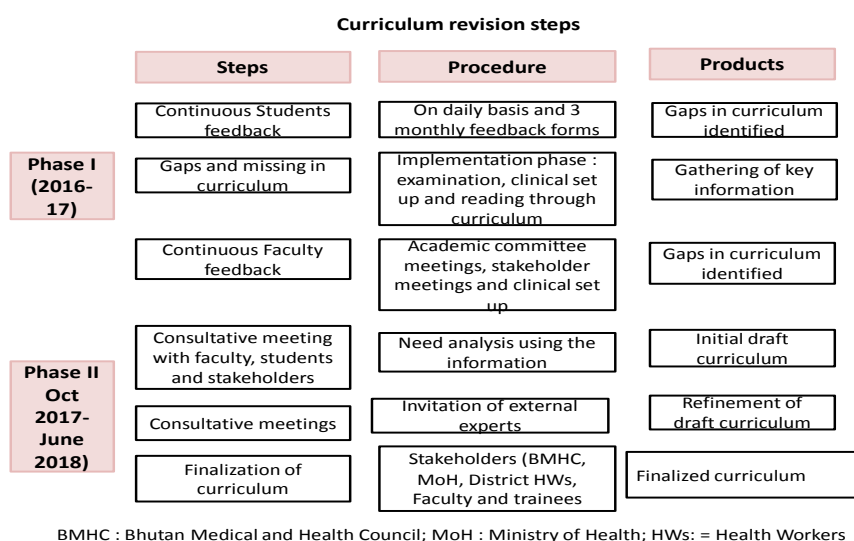 Curriculum revision steps
Steps
Procedure
Products
Phase I
(2016-
17)
Continuous Students
feedback
On daily basis and 3
monthly feedback forms
Gaps in curriculum
identified
Gaps and missing in
curriculum
Implementation phase :
examination, clinical set
up and reading through
curriculum
Gathering of key
information
Continuous Faculty
feedback
Academic committee
meetings, stakeholder
meetings and clinical set
up
Gaps in curriculum
identified
Phase II
Oct
2017-
June
2018)
Consultative meeting
with faculty, students
and stakeholders
Need analysis using the
information
Initial draft
curriculum
Consultative meetings
Invitation of external
experts
Refinement of
draft curriculum
Finalization of
curriculum
Stakeholders (BMHC,
MoH, District HWs,
Faculty and trainees
Finalized curriculum
BMHC : Bhutan Medical and Health Council; MoH : Ministry of Health; HWs: = Health Workers